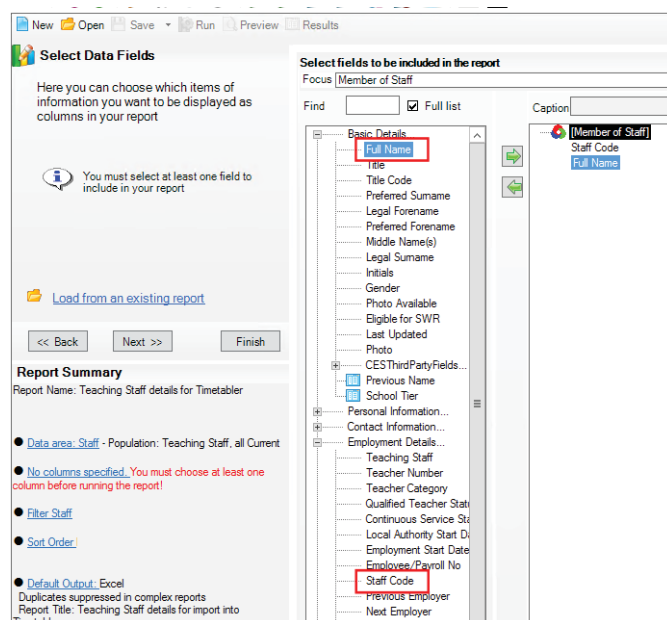 New Open Save Run Preview Results
Select Data Fields
Here you can choose which items of
information you want to be displayed as
columns in your report
You must select at least one field to
include in your report
Load from an existing report
<< Back Next >> Finish
Report Summary
Report Name: Teaching Staff details for Timetabler
Data area: Staff - Population: Teaching Staff, all Current
No columns specified. You must choose at least one
column before running the report!
Filter Staff
Sort Order
Default Output: Excel
Duplicates suppressed in complex reports
Report Title: Teaching Staff details for import into
Select fields to be included in the report
Focus Member of Staff
Find Full list
Basic Details...
Full Name
Title
Title Code
Preferred Surname
Legal Forename
Preferred Forename
Middle Name(s)
Legal Surname
Initials
Gender
Photo Available
Eligible for SWR
Last Updated
Photo
CESThirdPartyFields...
Previous Name
School Tier
Personal Information...
Contact Information...
Employment Details...
Teaching Staff
Teacher Number
Teacher Category
Qualified Teacher Stat
Continuous Service Sta
Local Authority Start D
Employment Start Date
Employee/Payroll No
Staff Code
Previous Employer
Next Employer
Caption
[Member of Staff]
Staff Code
Full Name